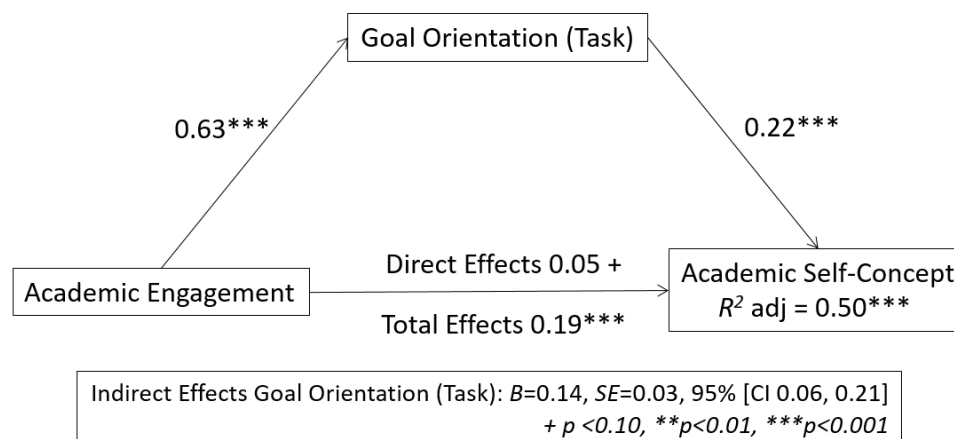 Goal Orientation (Task)
0.63***
0.22***
Direct Effects 0.05 +
Academic Engagement
Academic Self-Concept
R² adj = 0.50***
Total Effects 0.19***
Indirect Effects Goal Orientation (Task): B=0.14, SE=0.03, 95% [CI 0.06, 0.21]
+ p <0.10, **p<0.01, ***p<0.001